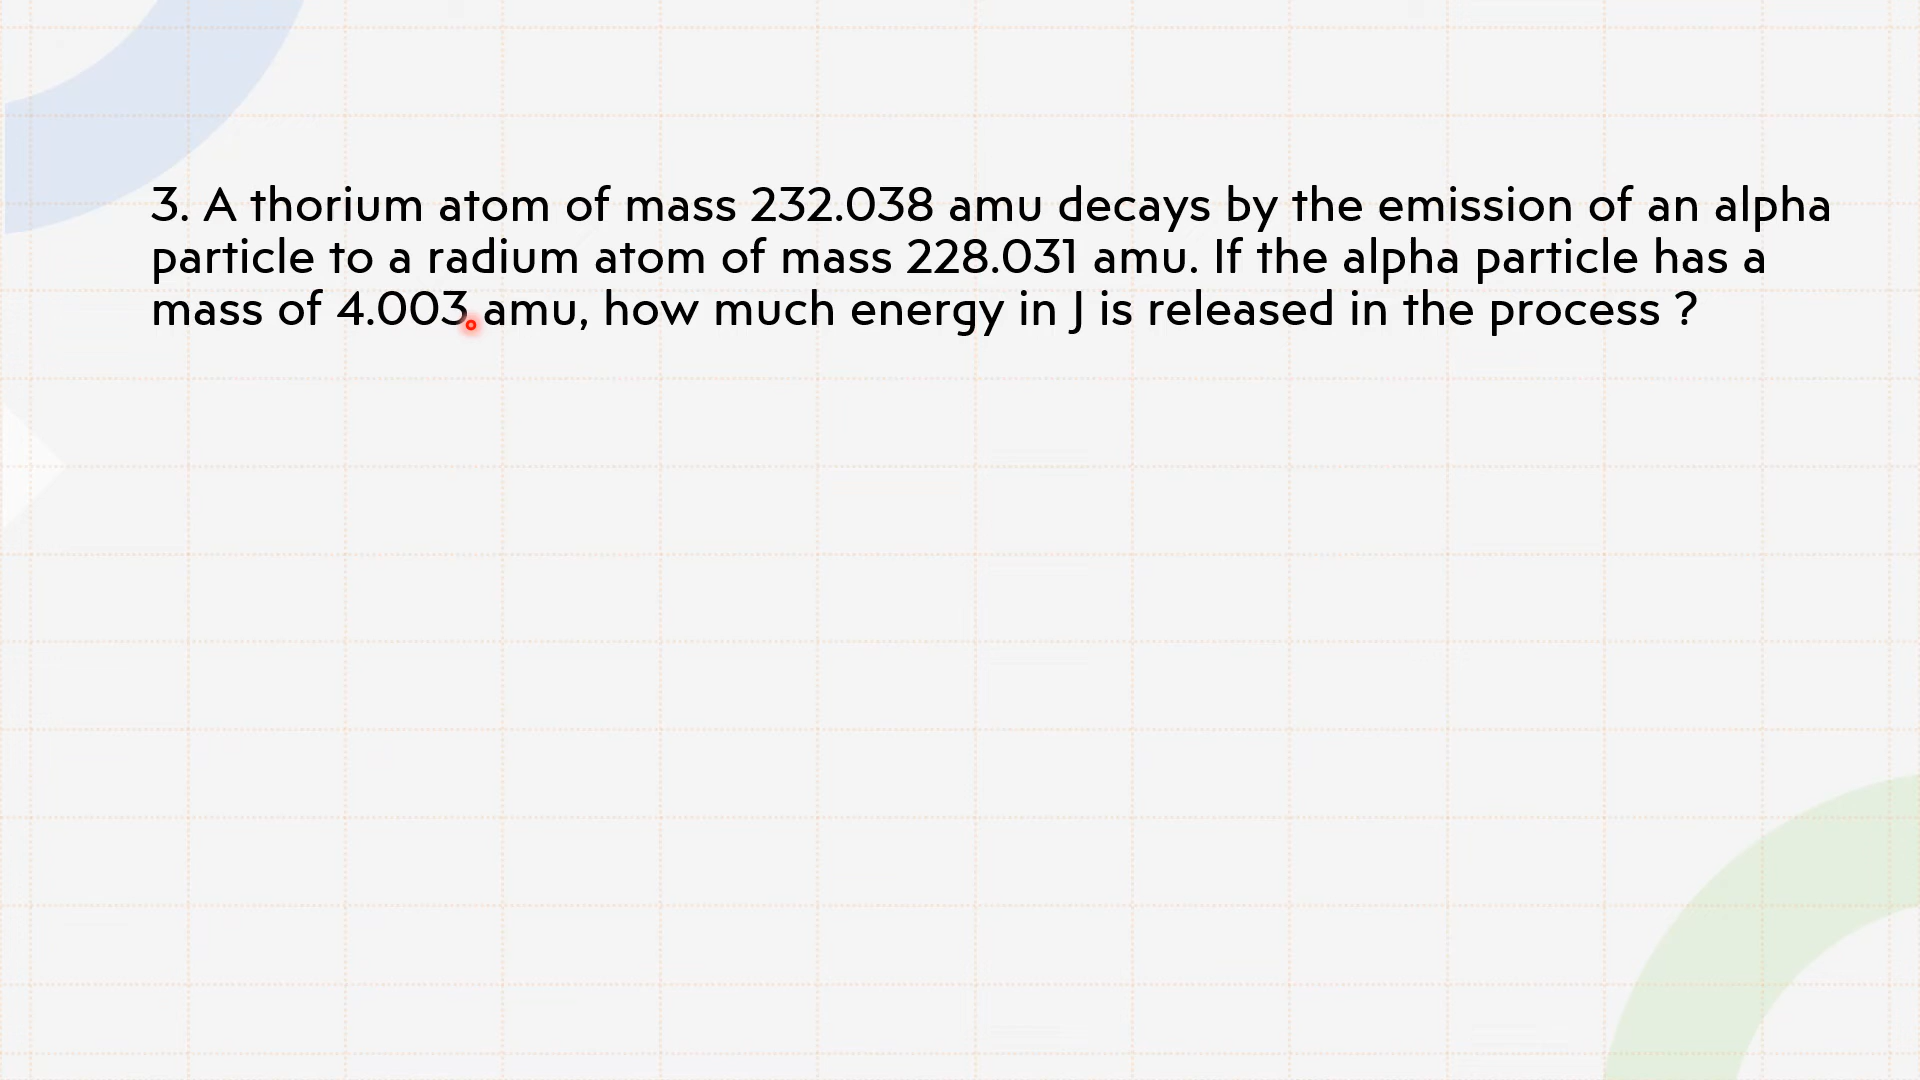 3. A thorium atom of mass 232.038 amu decays by the emission of an alpha
particle to a radium atom of mass 228.031 amu. If the alpha particle has a
mass of 4.003 amu, how much energy in J is released in the process ?